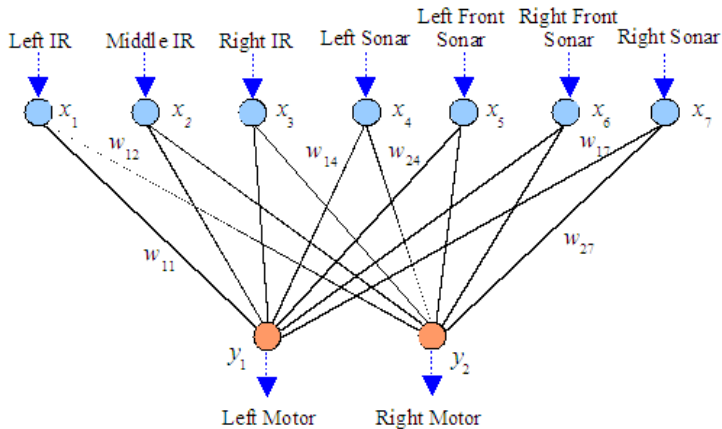 Left IR
Middle IR
Right IR
Left Sonar
Left Front
Sonar
Right Front
Sonar
Right Sonar
x1
x2
x3
x4
x5
x6
x7
w12
w14
w24
w17
w11
w27
y1
y2
Left Motor
Right Motor